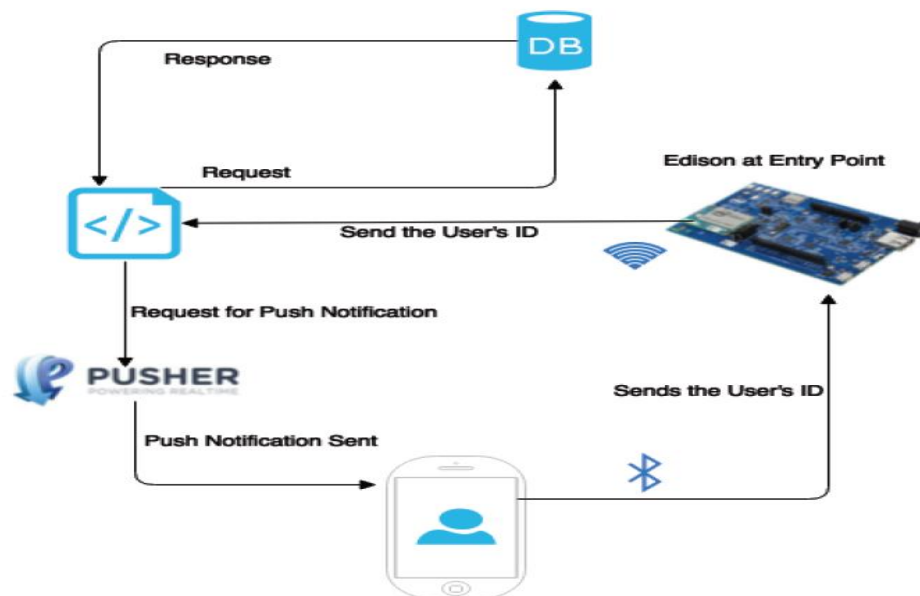 DB
Response
Edison at Entry Point
Request
</>
Send the User's ID
Request for Push Notification
PUSHER
POWERING REALTIME
Sends the User's ID
Push Notification Sent